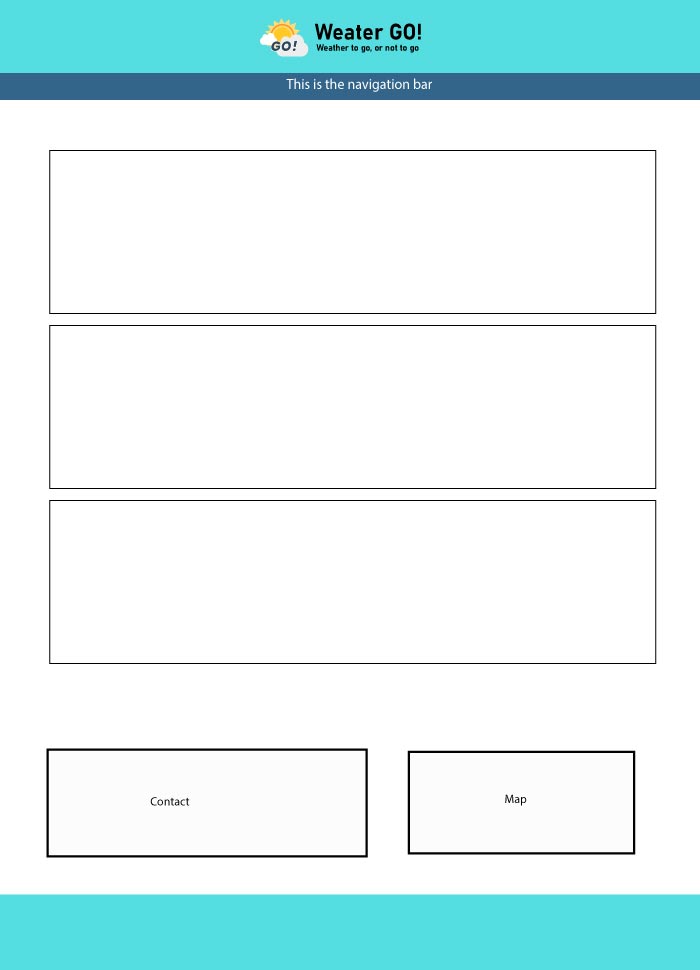 GO!
Weater GO!
Weather to go, or not to go
This is the navigation bar
Contact
Map